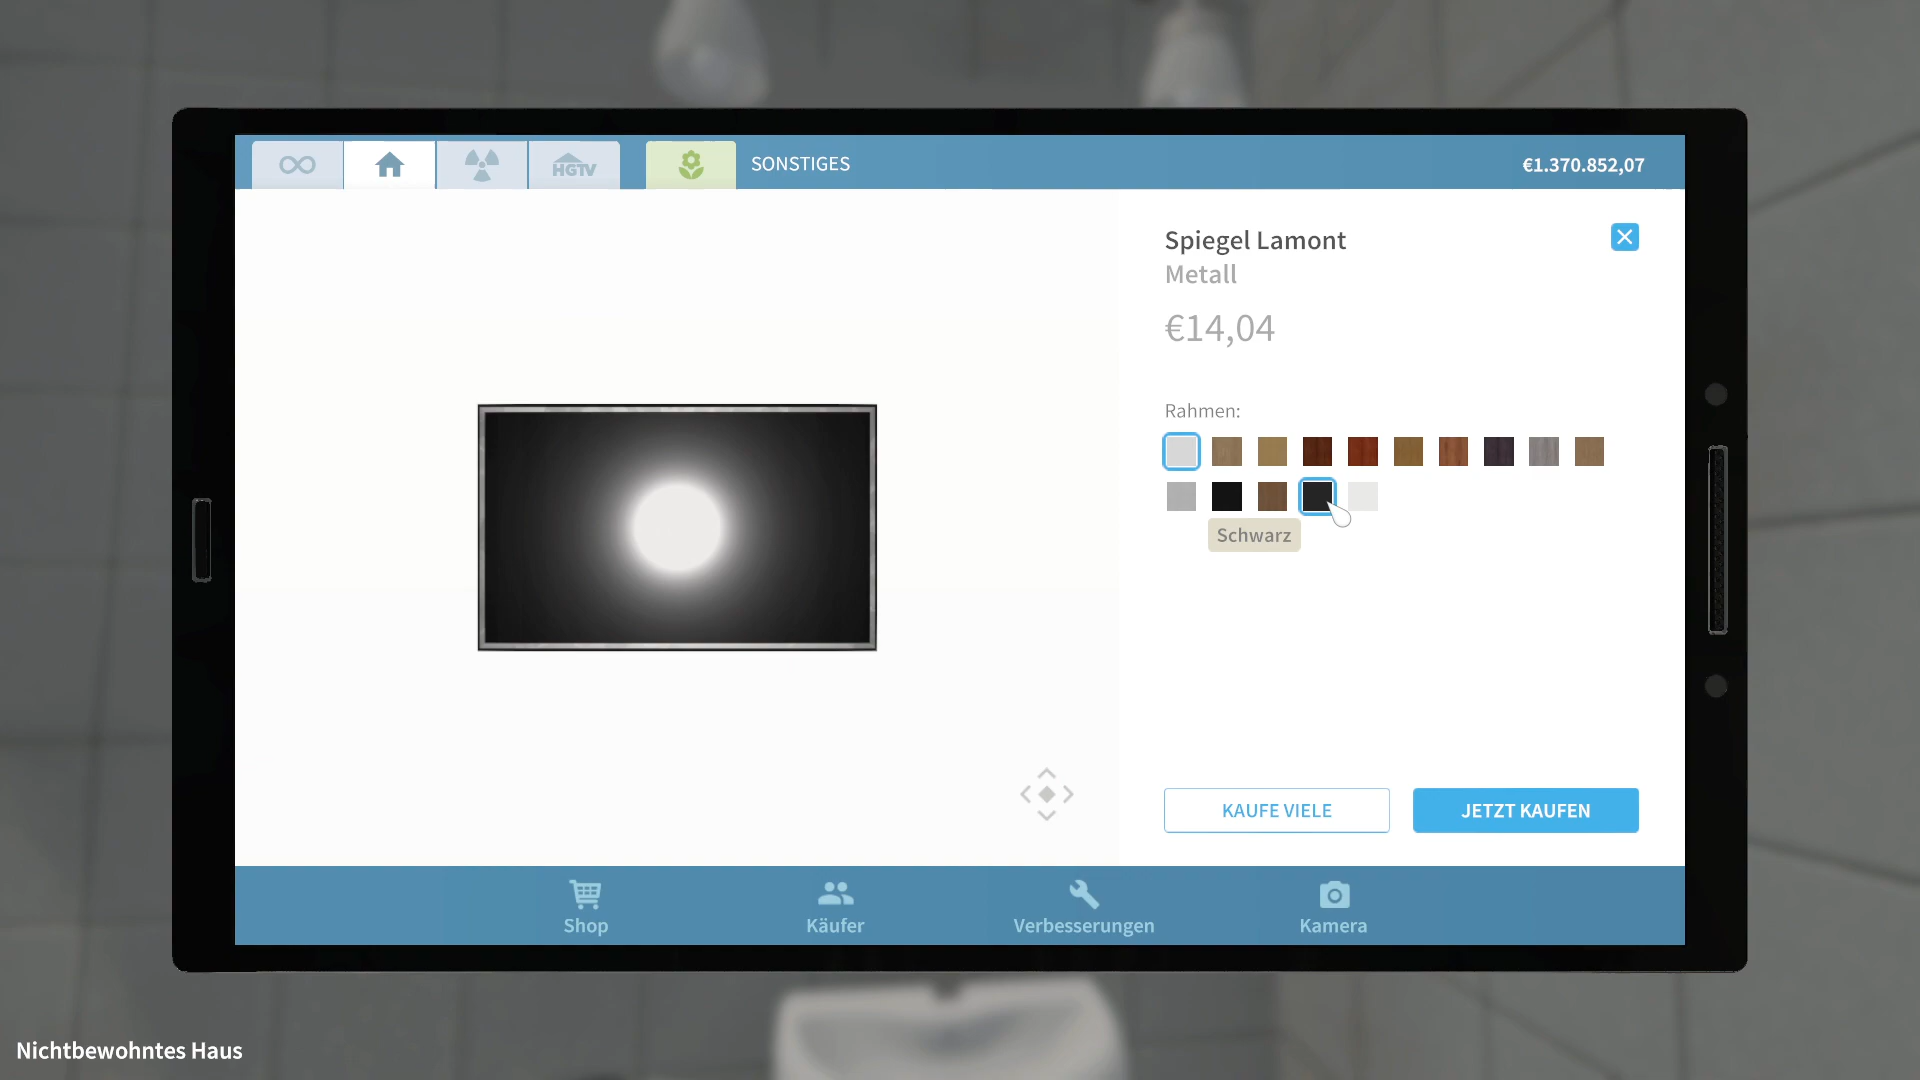 HGTV
SONSTIGES
€1.370.852,07
Spiegel Lamont
Metall
€14,04
Rahmen:
Schwarz
KAUFE VIELE
JETZT KAUFEN
Shop
Käufer
Verbesserungen
Kamera
Nichtbewohntes Haus